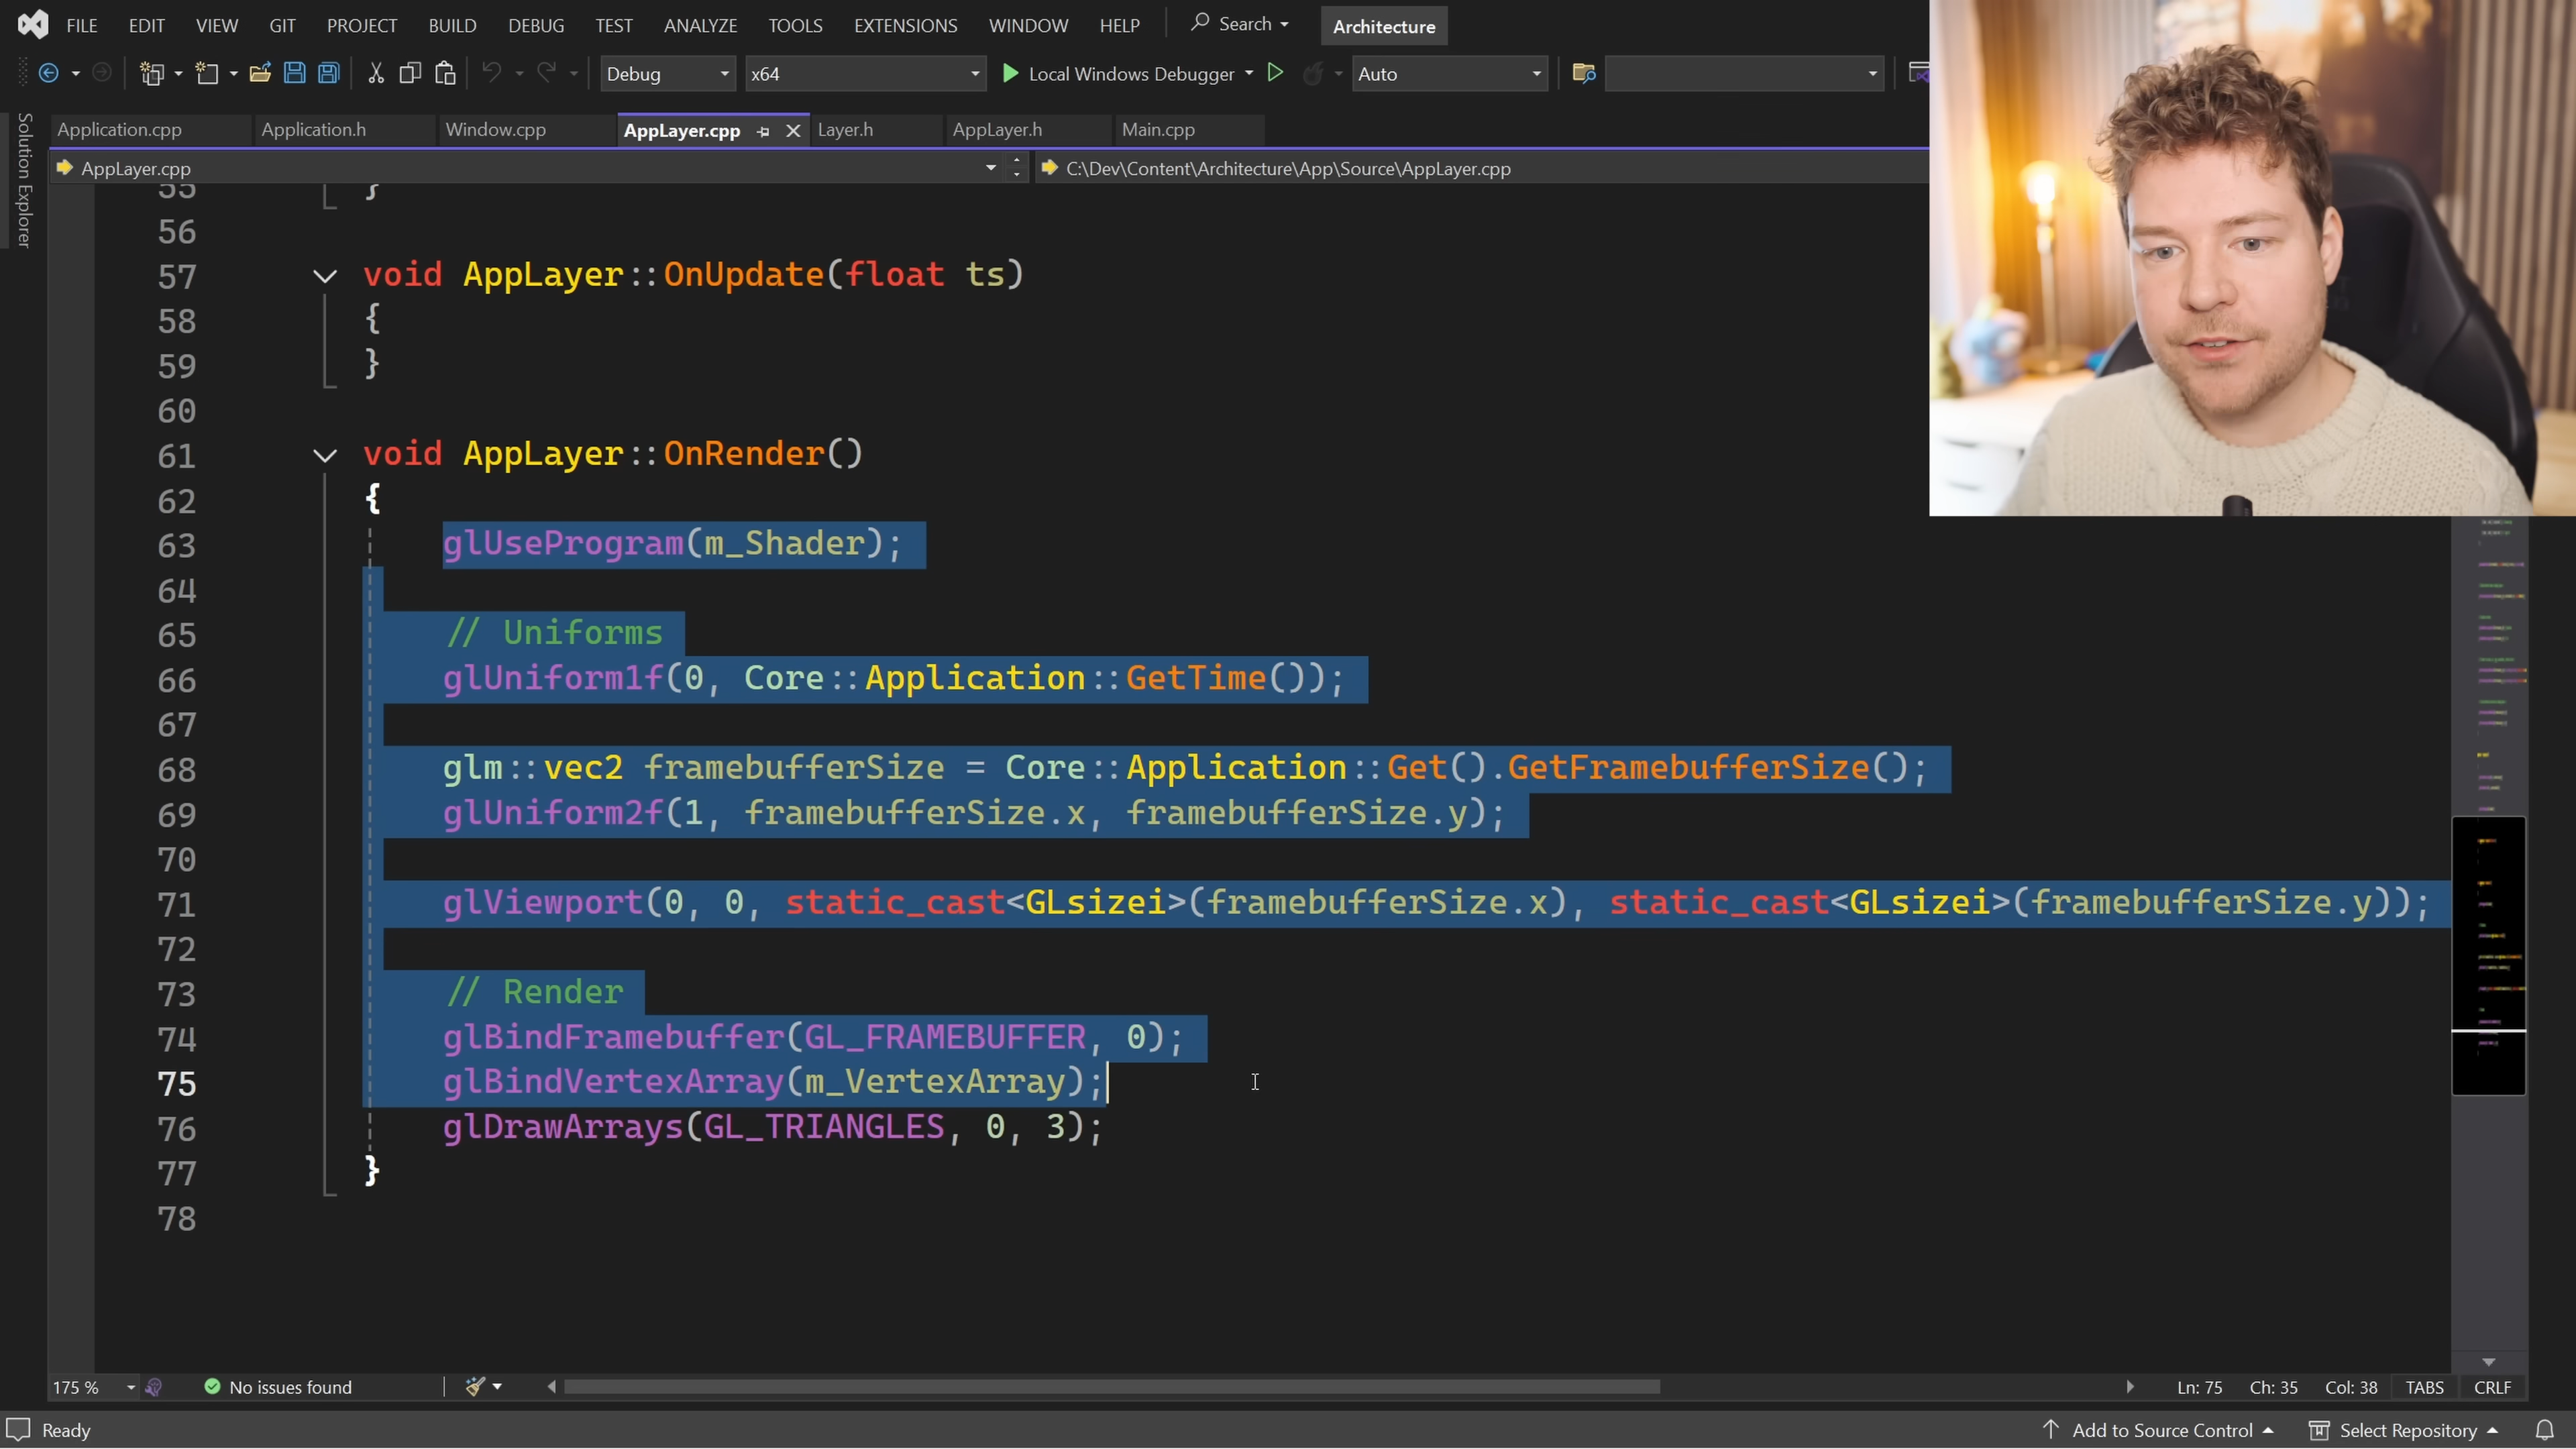 FILE EDIT VIEW GIT PROJECT BUILD DEBUG TEST ANALYZE TOOLS EXTENSIONS WINDOW HELP Search Architecture
Debug x64 Local Windows Debugger Auto
Solution Explorer
Application.cpp Application.h Window.cpp AppLayer.cpp Layer.h AppLayer.h Main.cpp
AppLayer.cpp C:\Dev\Content\Architecture\App\Source\AppLayer.cpp
55 }
56
57 void AppLayer::OnUpdate(float ts)
58 {
59 }
60
61 void AppLayer::OnRender()
62 {
63 glUseProgram(m_Shader);
64
65 // Uniforms
66 glUniform1f(0, Core::Application::GetTime());
67
68 glm::vec2 framebufferSize = Core::Application::Get().GetFramebufferSize();
69 glUniform2f(1, framebufferSize.x, framebufferSize.y);
70
71 glViewport(0, 0, static_cast<GLsizei>(framebufferSize.x), static_cast<GLsizei>(framebufferSize.y));
72
73 // Render
74 glBindFramebuffer(GL_FRAMEBUFFER, 0);
75 glBindVertexArray(m_VertexArray);
76 glDrawArrays(GL_TRIANGLES, 0, 3);
77 }
78
175 % No issues found Ln: 75 Ch: 35 Col: 38 TABS CRLF
Ready Add to Source Control Select Repository